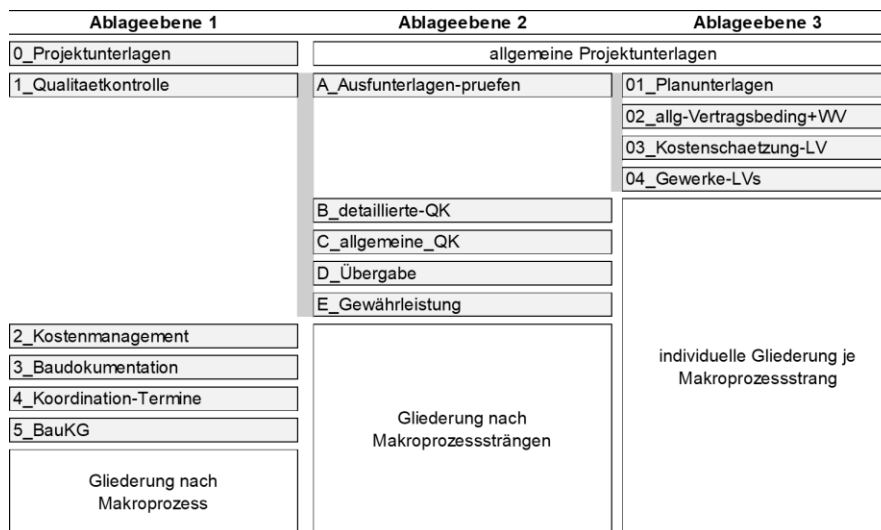 Ablageebene 1 Ablageebene 2 Ablageebene 3
0_Projektunterlagen allgemeine Projektunterlagen
1_Qualitaetkontrolle A_Ausfunterlagen-pruefen 01_Planunterlagen
02_allg-Vertragsbeding+WV
03_Kostenschaetzung-LV
04_Gewerke-LVs
B_detaillierte-QK
C_allgemeine_QK
D_Übergabe
E_Gewährleistung
2_Kostenmanagement
3_Baudokumentation
4_Koordination-Termine
5_BauKG
individuelle Gliederung je
Makroprozessstrang
Gliederung nach
Makroprozesssträngen
Gliederung nach
Makroprozess